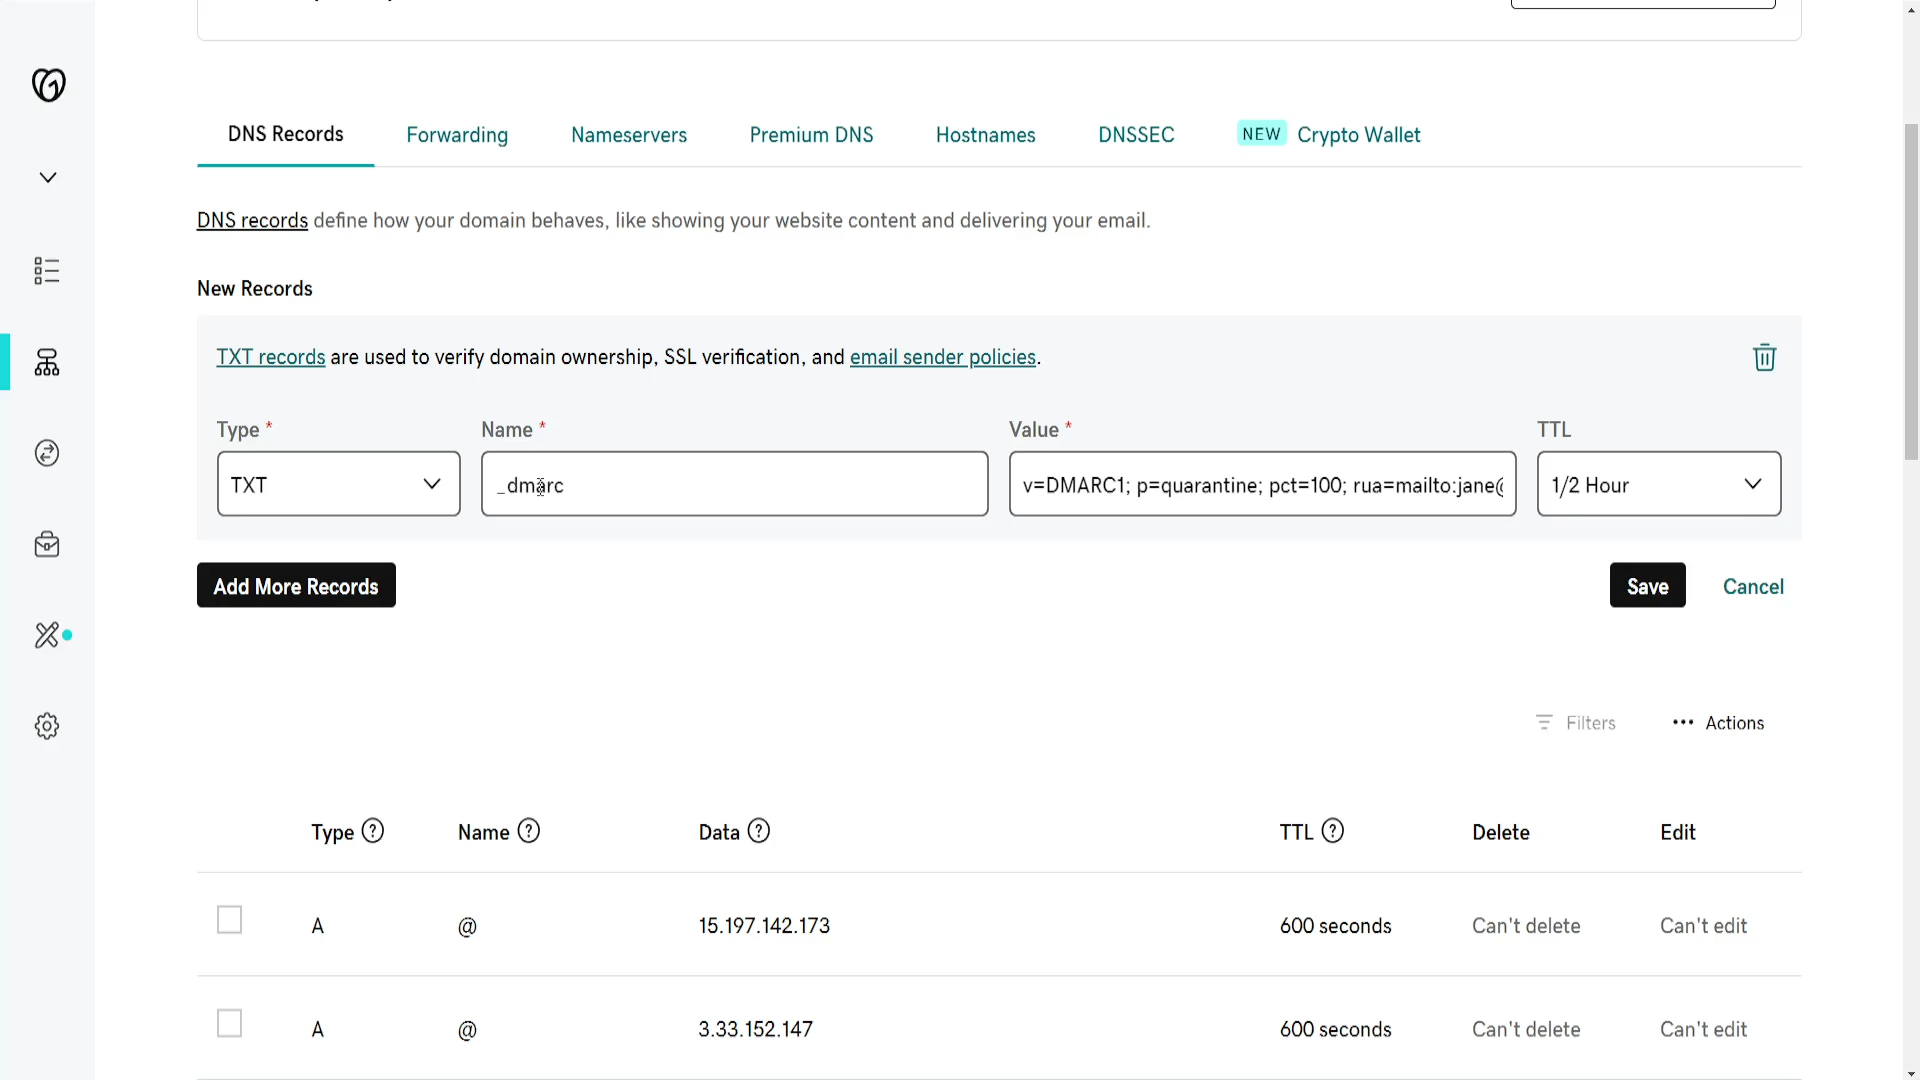 DNS Records Forwarding Nameservers Premium DNS Hostnames DNSSEC NEW Crypto Wallet
DNS records define how your domain behaves, like showing your website content and delivering your email.
New Records
TXT records are used to verify domain ownership, SSL verification, and email sender policies.
Type * Name * Value * TTL
TXT _dmarc v=DMARC1; p=quarantine; pct=100; rua=mailto:jane@ 1/2 Hour
Add More Records Save Cancel
Filters ••• Actions
Type ? Name ? Data ? TTL ? Delete Edit
A @ 15.197.142.173 600 seconds Can't delete Can't edit
A @ 3.33.152.147 600 seconds Can't delete Can't edit